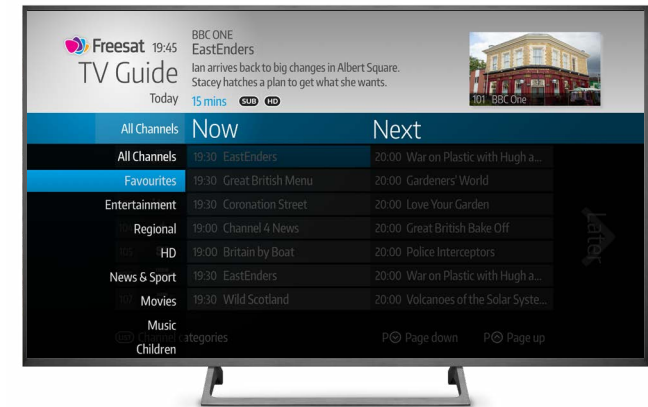 Freesat 19:45
TV Guide
Today
BBC ONE
EastEnders
Ian arrives back to big changes in Albert Square.
Stacey hatches a plan to get what she wants.
15 mins SUB HD
101 BBC One
All Channels Now Next
All Channels 19:30 EastEnders 20:00 War on Plastic with Hugh a...
Favourites 19:30 Great British Menu 20:00 Gardeners' World
Entertainment 19:30 Coronation Street 20:00 Love Your Garden
Regional 19:00 Channel 4 News 20:00 Great British Bake Off
105 HD 19:00 Britain by Boat 20:00 Police Interceptors
News & Sport 19:30 EastEnders 20:00 War on Plastic with Hugh a...
107 Movies 19:30 Wild Scotland 20:00 Volcanoes of the Solar Syste...
Later
Music
Channel categories P Page down P Page up
Children